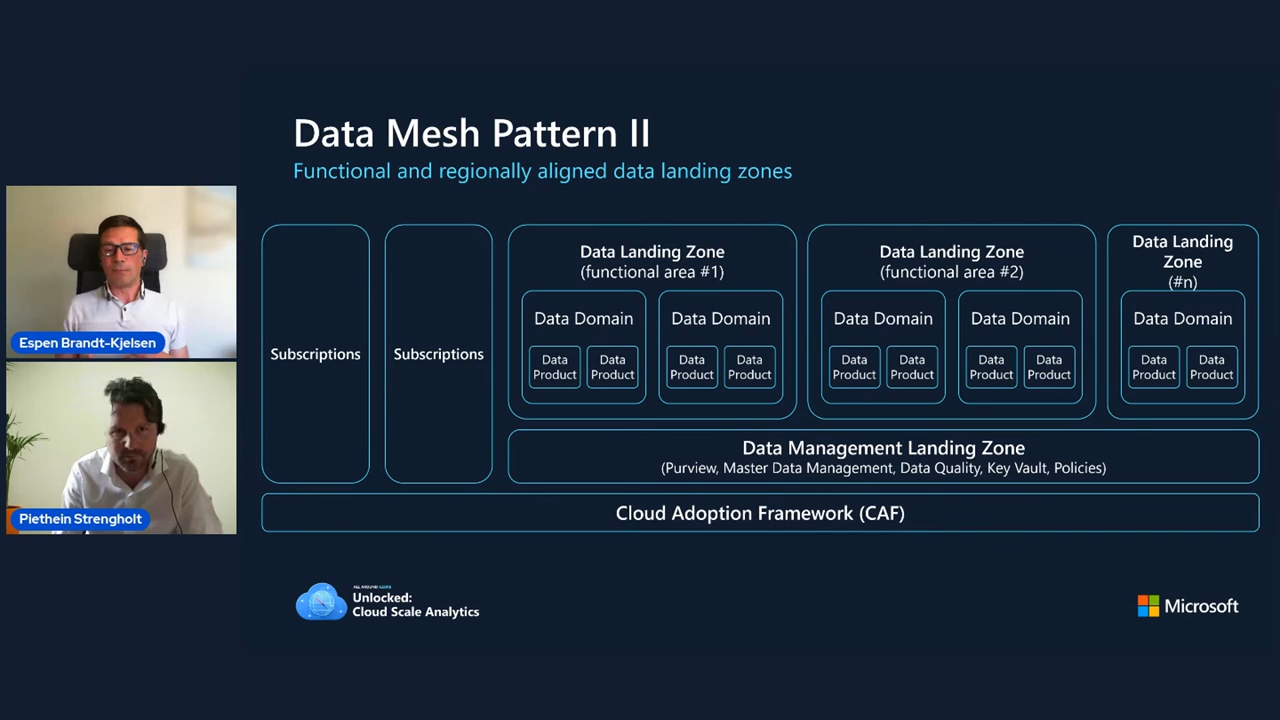 Data Mesh Pattern II
Functional and regionally aligned data landing zones
Espen Brandt-Kjelsen
Piethein Strengholt
Subscriptions
Subscriptions
Data Landing Zone
(functional area #1)
Data Domain
Data
Product
Data
Product
Data Domain
Data
Product
Data
Product
Data Landing Zone
(functional area #2)
Data Domain
Data
Product
Data
Product
Data Domain
Data
Product
Data
Product
Data Landing
Zone
(#n)
Data Domain
Data
Product
Data
Product
Data Management Landing Zone
(Purview, Master Data Management, Data Quality, Key Vault, Policies)
Cloud Adoption Framework (CAF)
ALL AROUND AZURE
Unlocked:
Cloud Scale Analytics
Microsoft